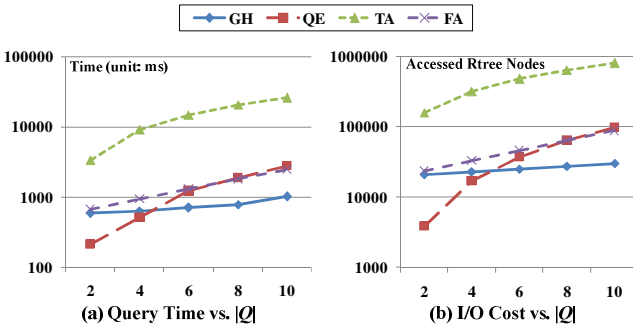 GH QE TA FA
Time (unit: ms)
100000
10000
1000
100
2 4 6 8 10
(a) Query Time vs. |Q|
Accessed Rtree Nodes
1000000
100000
10000
1000
2 4 6 8 10
(b) I/O Cost vs. |Q|